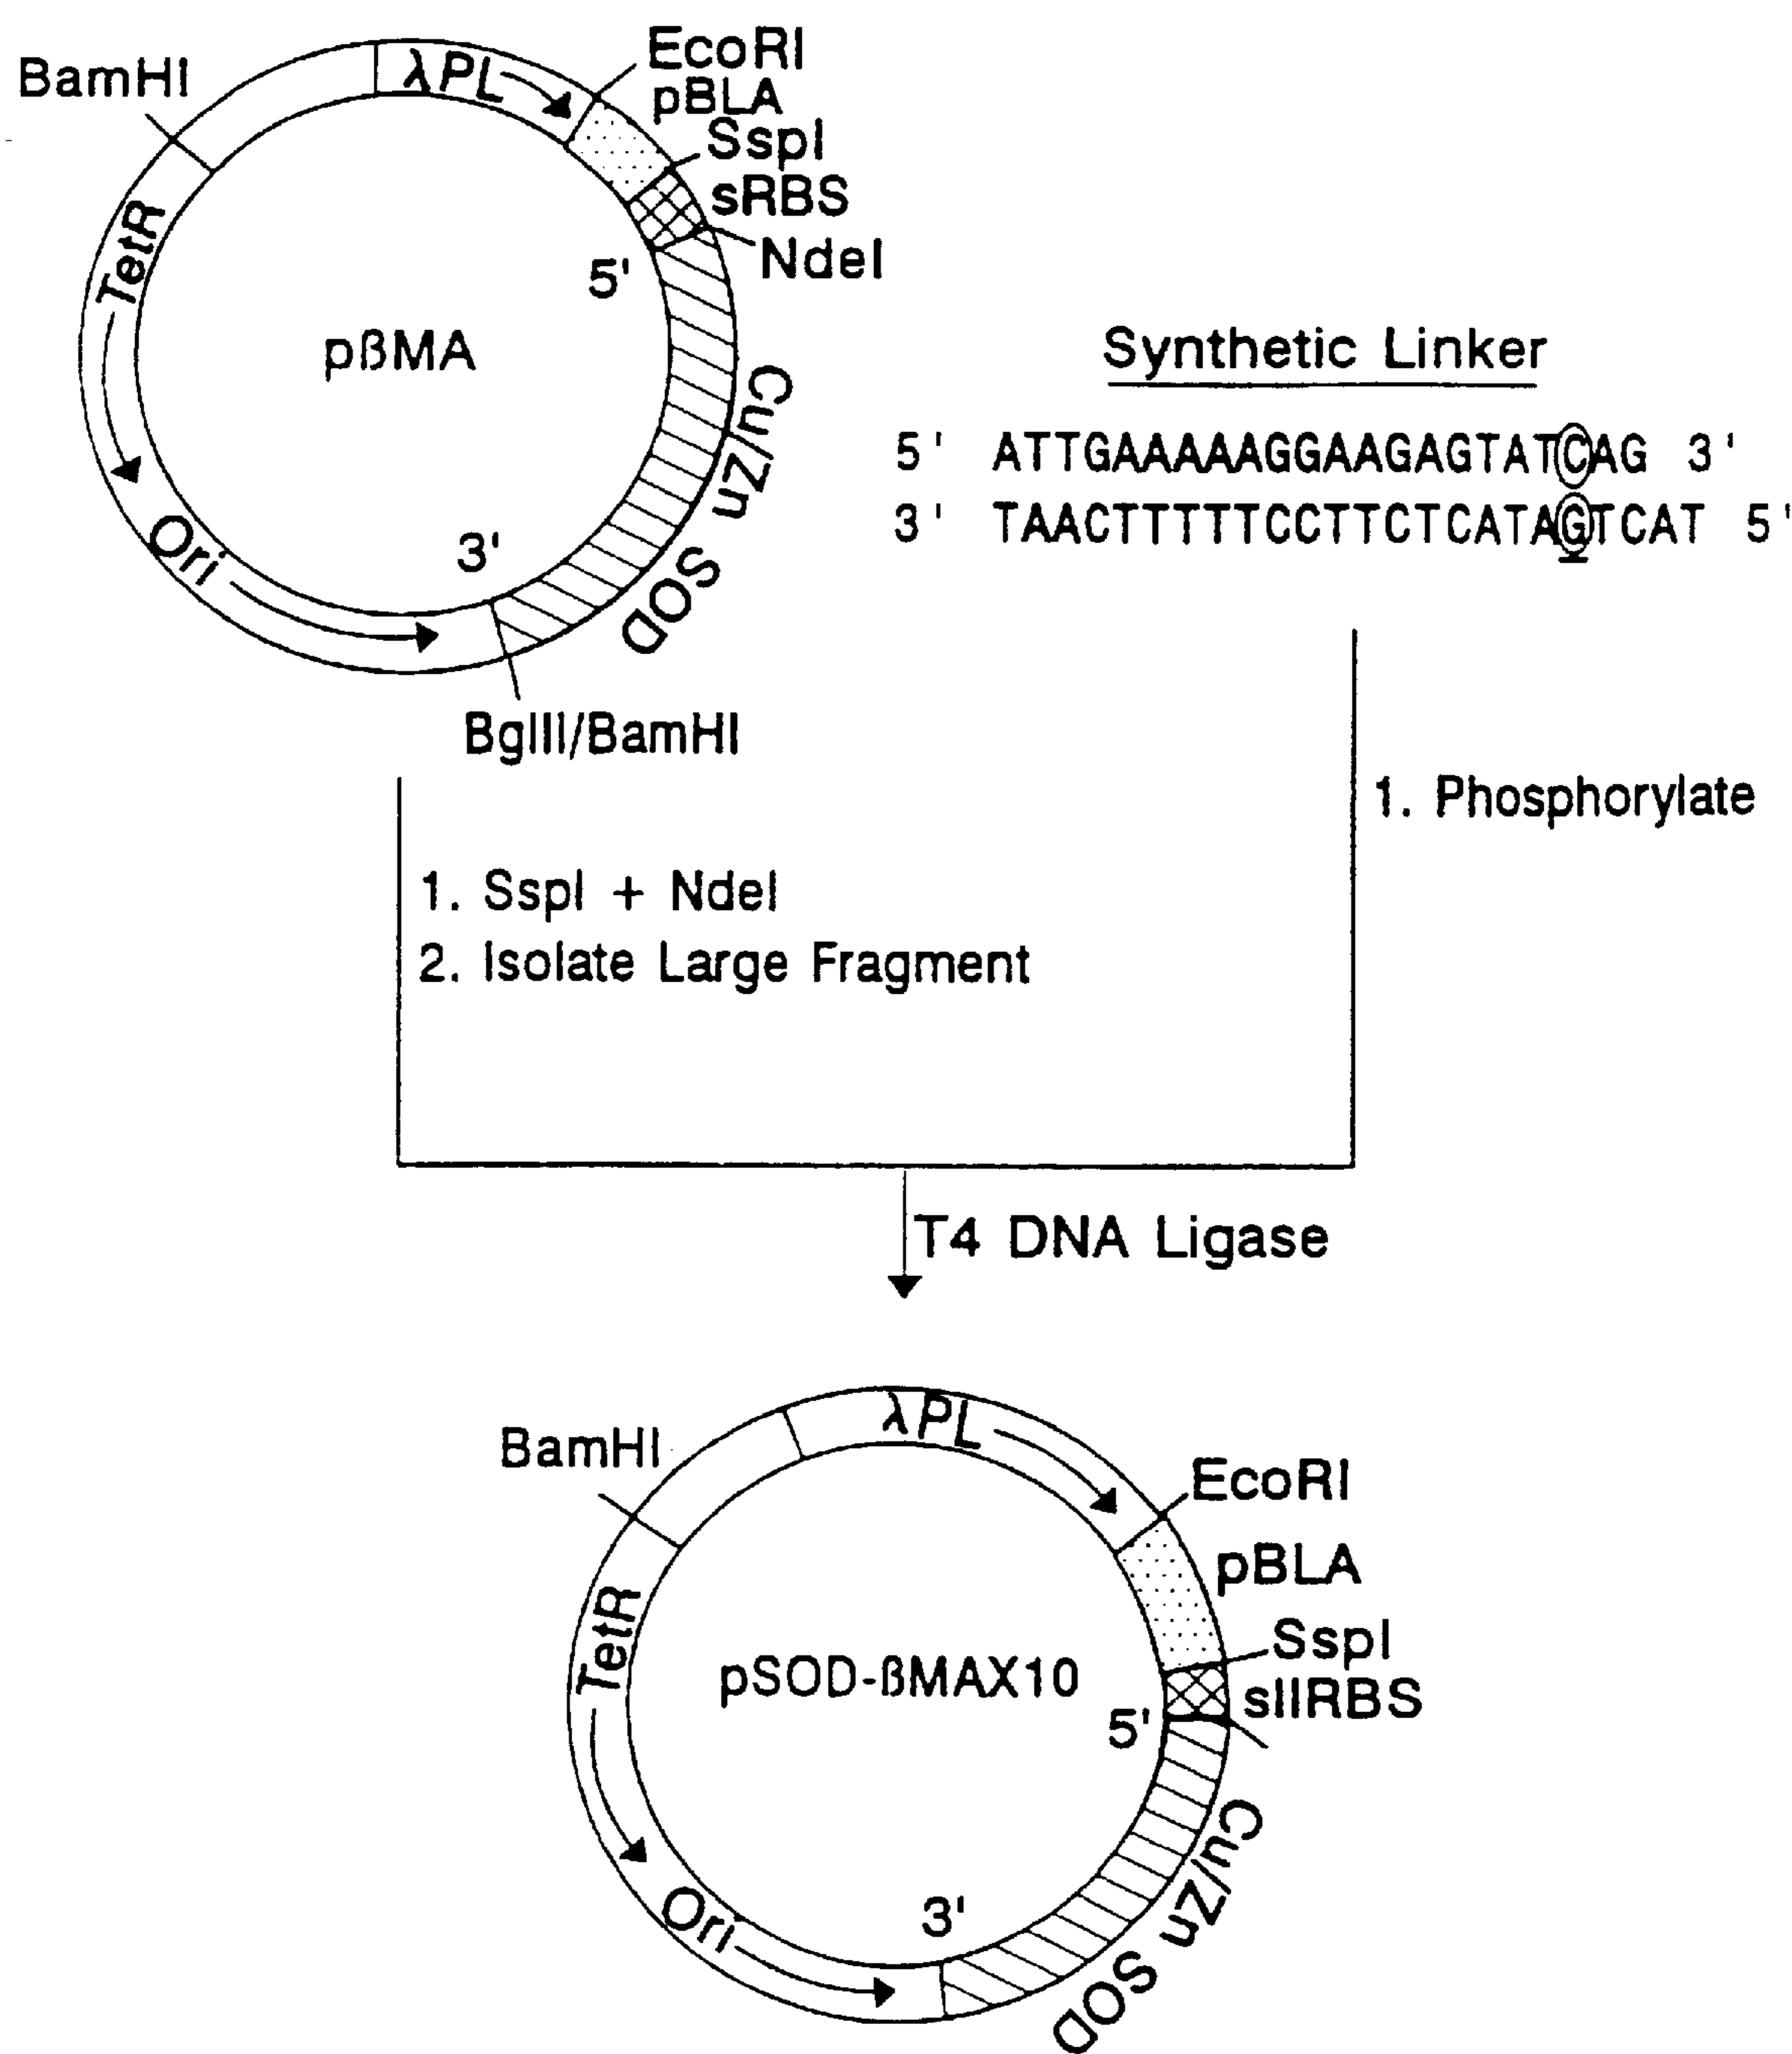 BamHI
λPL
EcoRI
pBLA
SspI
sRBS
NdeI
TetR
5'
pßMA
Cu/Zn SOD
3'
Ori
BglII/BamHI
Synthetic Linker
5' ATTGAAAAAGGAAGAGTATCAG 3'
3' TAACTTTTTCCTTCTCATAGTCAT 5'
1. Phosphorylate
1. SspI + NdeI
2. Isolate Large Fragment
T4 DNA Ligase
BamHI
λPL
EcoRI
pBLA
SspI
sIIRBS
TetR
pSOD-ßMAX10
5'
Cu/Zn SOD
3'
Ori